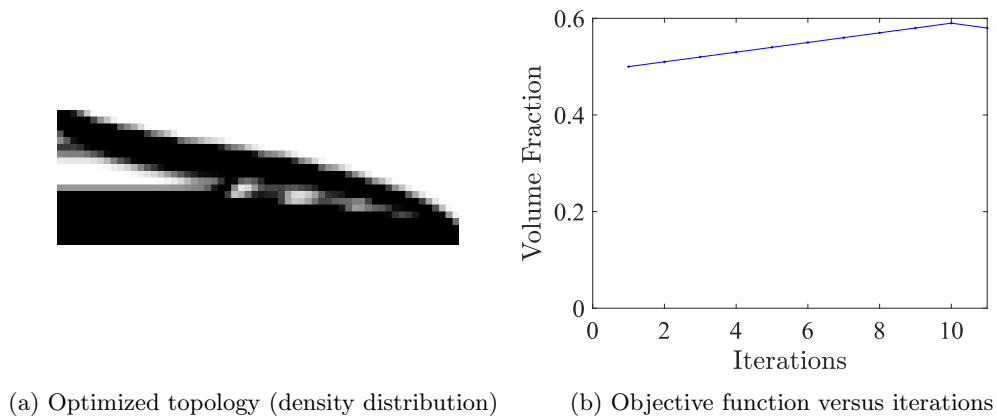 0.6
0.4
0.2
0
Volume Fraction
0 2 4 6 8 10
Iterations
(a) Optimized topology (density distribution)
(b) Objective function versus iterations